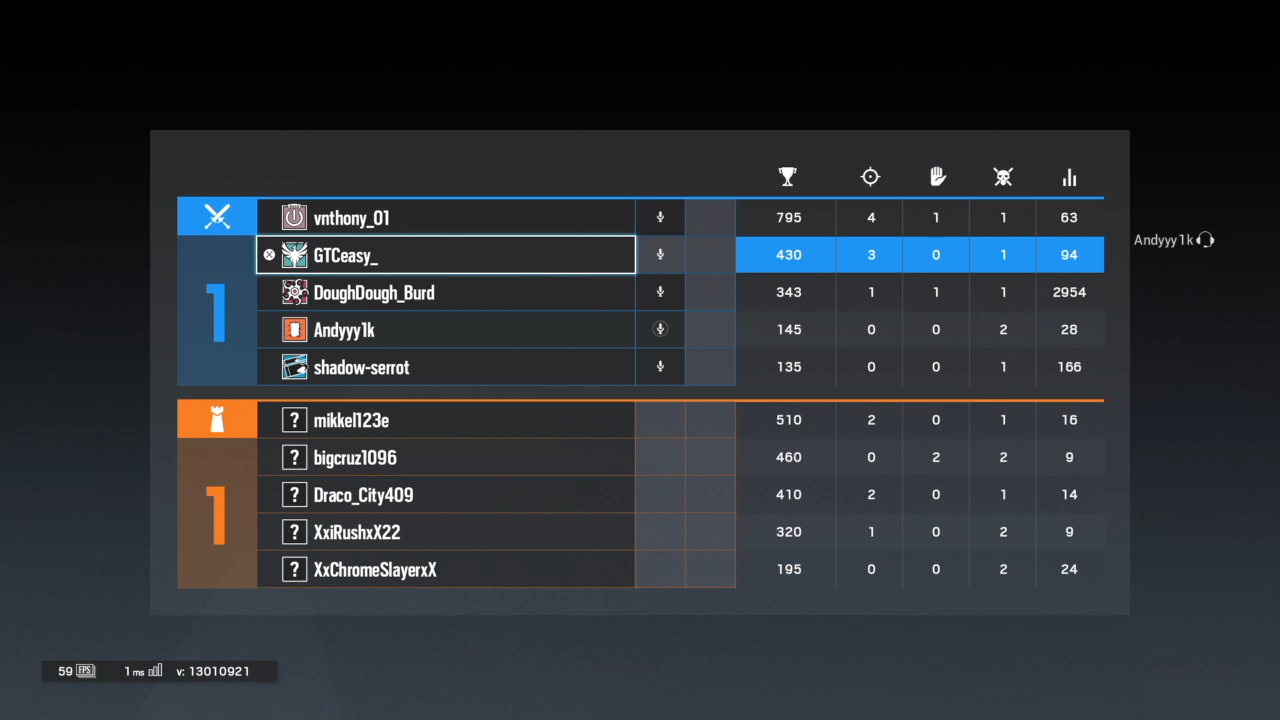 vnthony_01 795 4 1 1 63
GTCeasy_ 430 3 0 1 94
Andyyy1k
1 DoughDough_Burd 343 1 1 1 2954
Andyyy1k 145 0 0 2 28
shadow-serrot 135 0 0 1 166
? mikkel123e 510 2 0 1 16
? bigcruz1096 460 0 2 2 9
1 ? Draco_City409 410 2 0 1 14
? XxiRushxX22 320 1 0 2 9
? XxChromeSlayerxX 195 0 0 2 24
59 FPS 1 ms v: 13010921